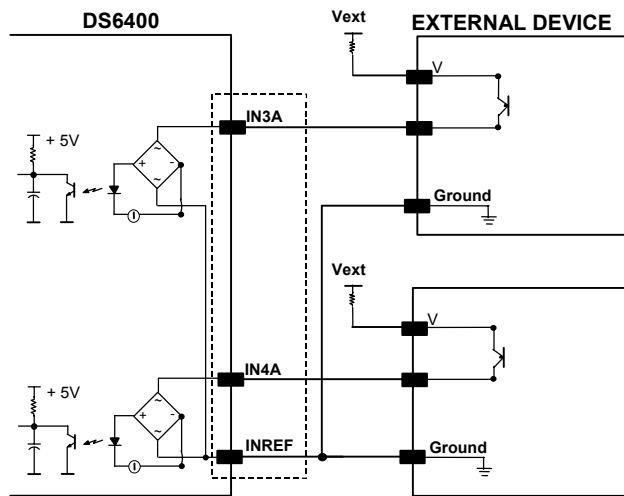 DS6400
EXTERNAL DEVICE
Vext
V
IN3A
+ 5V
Ground
Vext
V
IN4A
+ 5V
INREF
Ground